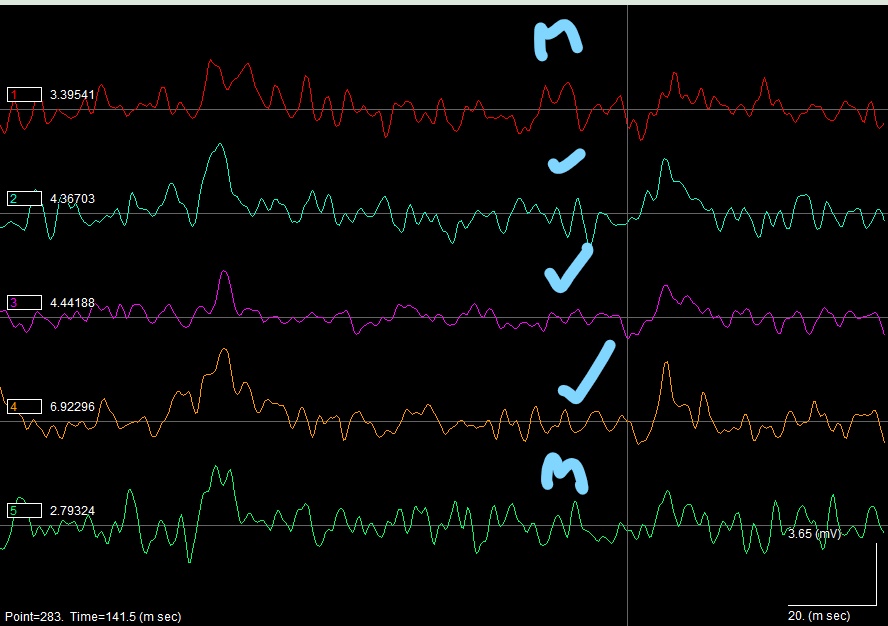 M
1 3.39541
✓
2 4.36703
✓
3 4.44188
✓
4 6.92296
M
5 2.79324
3.65 (mV)
20. (m sec)
Point=283. Time=141.5 (m sec)